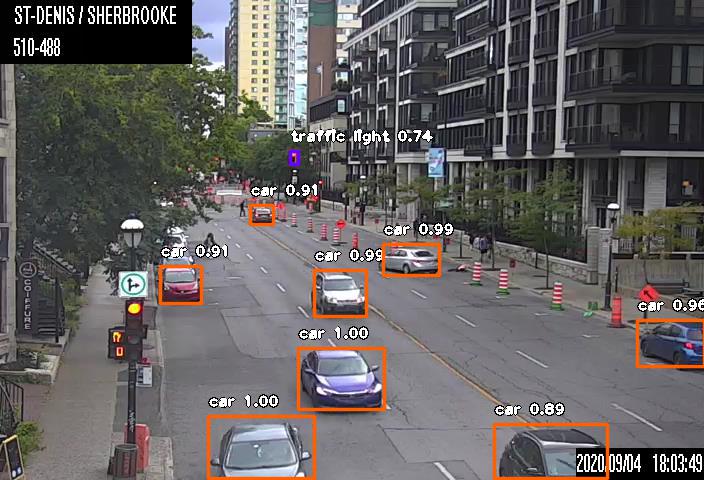 ST-DENIS / SHERBROOKE
510-488
traffic light 0.74
car 0.91
car 0.99
car 0.91
car 0.99
car 0.96
car 1.00
car 1.00
car 0.89
COIFFURE
2020/09/04 18:03:49